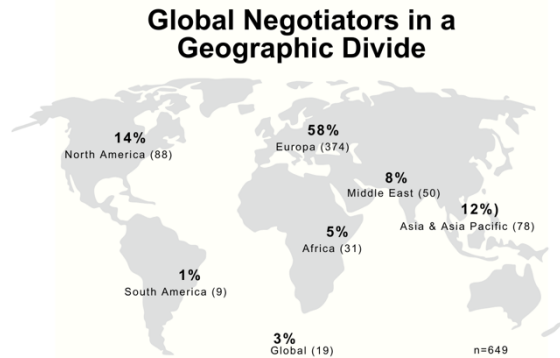 Global Negotiators in a
Geographic Divide
14%
North America (88)
58%
Europa (374)
8%
Middle East (50)
12%)
Asia & Asia Pacific (78)
5%
Africa (31)
1%
South America (9)
3%
Global (19)
n=649